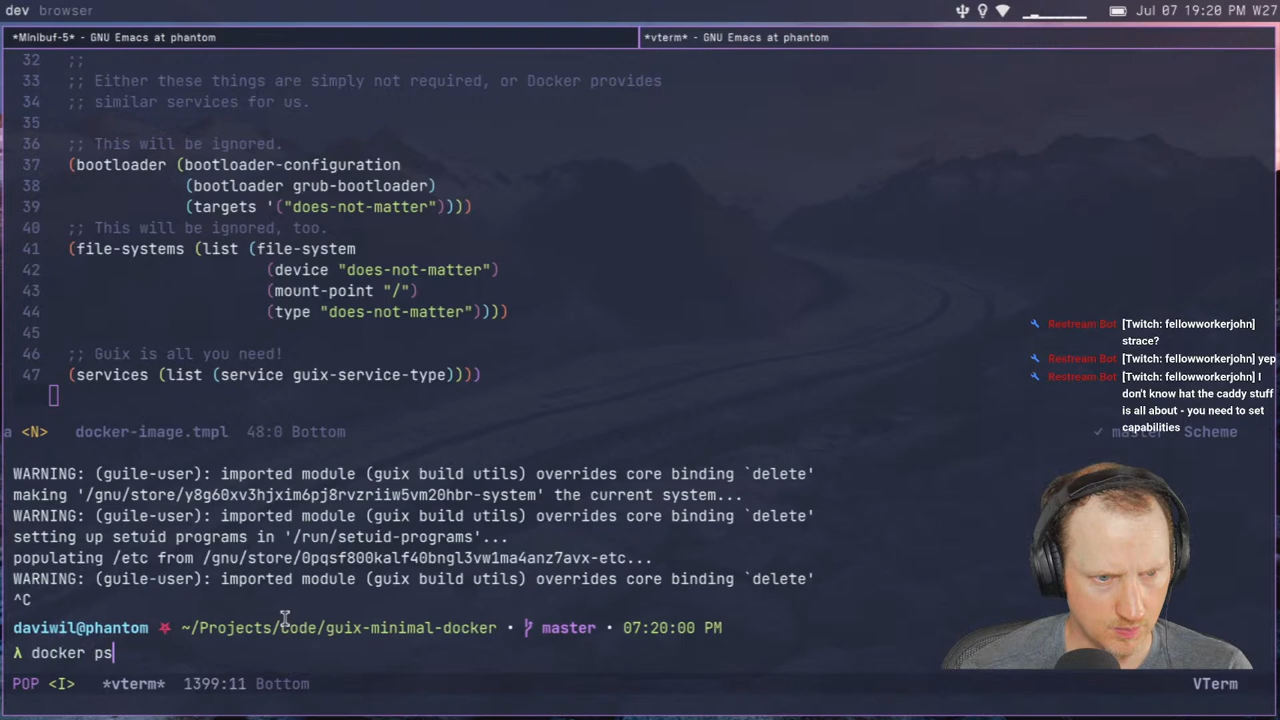 dev browser
Jul 07 19:20 PM W27
*Minibuf-5* - GNU Emacs at phantom
*vterm* - GNU Emacs at phantom
32 ;;
33 ;; Either these things are simply not required, or Docker provides
34 ;; similar services for us.
35
36 ;; This will be ignored.
37 (bootloader (bootloader-configuration
38 (bootloader grub-bootloader)
39 (targets '("does-not-matter"))))
40 ;; This will be ignored, too.
41 (file-systems (list (file-system
42 (device "does-not-matter")
43 (mount-point "/")
44 (type "does-not-matter"))))
45
46 ;; Guix is all you need!
47 (services (list (service guix-service-type))))
a <N> docker-image.tmpl 48:0 Bottom
✓ master Scheme
Restream Bot [Twitch: fellowworkerjohn]
strace?
Restream Bot [Twitch: fellowworkerjohn] yep
Restream Bot [Twitch: fellowworkerjohn] I
don't know hat the caddy stuff
is all about - you need to set
capabilities
WARNING: (guile-user): imported module (guix build utils) overrides core binding `delete'
making '/gnu/store/y8g60xv3hjxim6pj8rvzriiw5vm20hbr-system' the current system...
WARNING: (guile-user): imported module (guix build utils) overrides core binding `delete'
setting up setuid programs in '/run/setuid-programs'...
populating /etc from /gnu/store/0pqsf800kalf40bngl3vw1ma4anz7avx-etc...
WARNING: (guile-user): imported module (guix build utils) overrides core binding `delete'
^C
daviwil@phantom ~/Projects/Code/guix-minimal-docker • master • 07:20:00 PM
λ docker ps
POP <I> *vterm* 1399:11 Bottom
VTerm